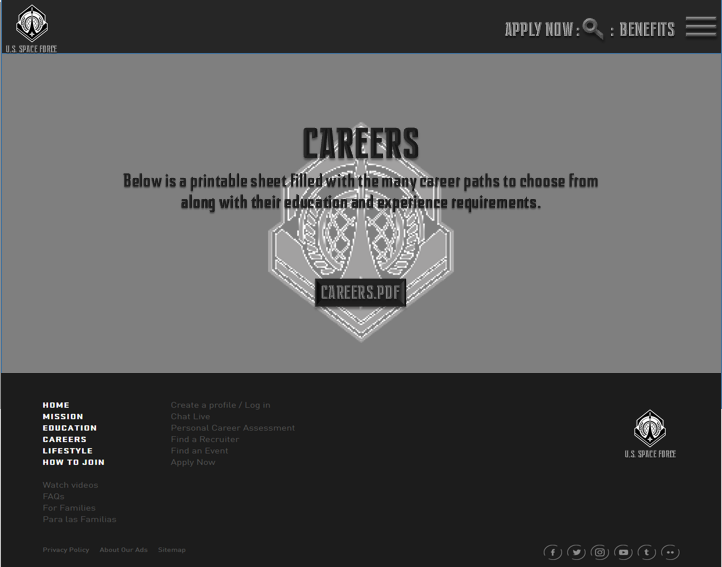 APPLY NOW : : BENEFITS
U.S. SPACE FORCE
CAREERS
Below is a printable sheet filled with the many career paths to choose from
along with their education and experience requirements.
CAREERS.PDF
HOME
MISSION
EDUCATION
CAREERS
LIFESTYLE
HOW TO JOIN
Watch videos
FAQs
For Families
Para las Familias
Create a profile / Log in
Chat Live
Personal Career Assessment
Find a Recruiter
Find an Event
Apply Now
U.S. SPACE FORCE
Privacy Policy About Our Ads Sitemap